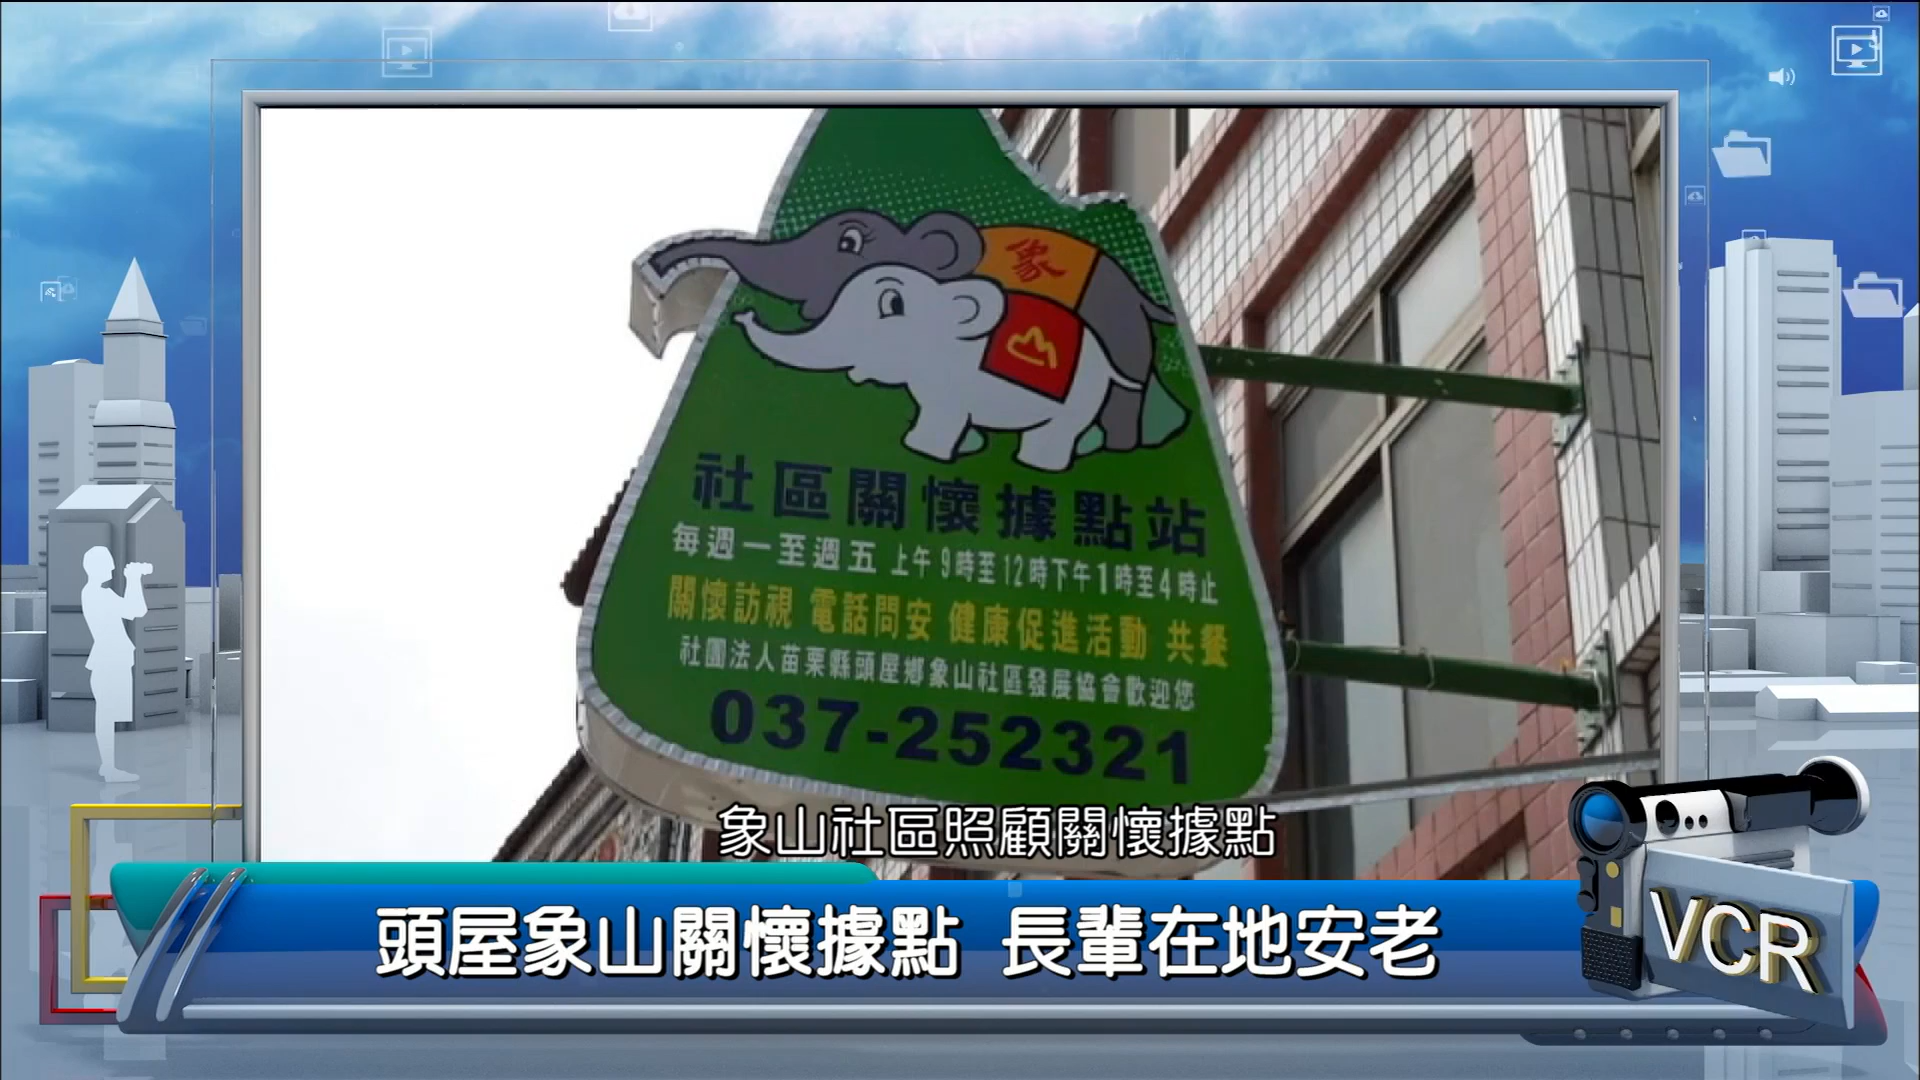 象
山
社區關懷據點站
每週一至週五 上午9時至12時下午1時至4時止
關懷訪視 電話問安 健康促進活動 共餐
社團法人苗栗縣頭屋鄉象山社區發展協會歡迎您
037-252321
象山社區照顧關懷據點
頭屋象山關懷據點 長輩在地安老
VCR